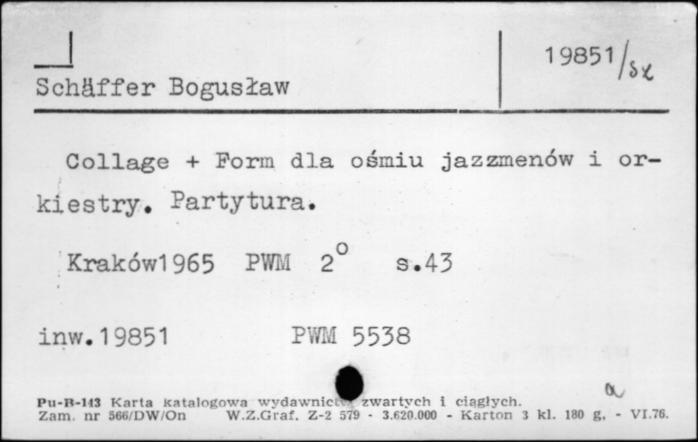 19851/sz
Schäffer Bogusław
Collage + Form dla ośmiu jazzmenów i or-
kiestry. Partytura.
Kraków1965 PWM 2° s.43
inw.19851 PWM 5538
a
Pu-B-143 Karta katalogowa wydawnictw zwartych i ciągłych.
Zam. nr 566/DW/On W.Z.Graf. Z-2 579 - 3.620.000 - Karton 3 kl. 180 g. - VI.76.